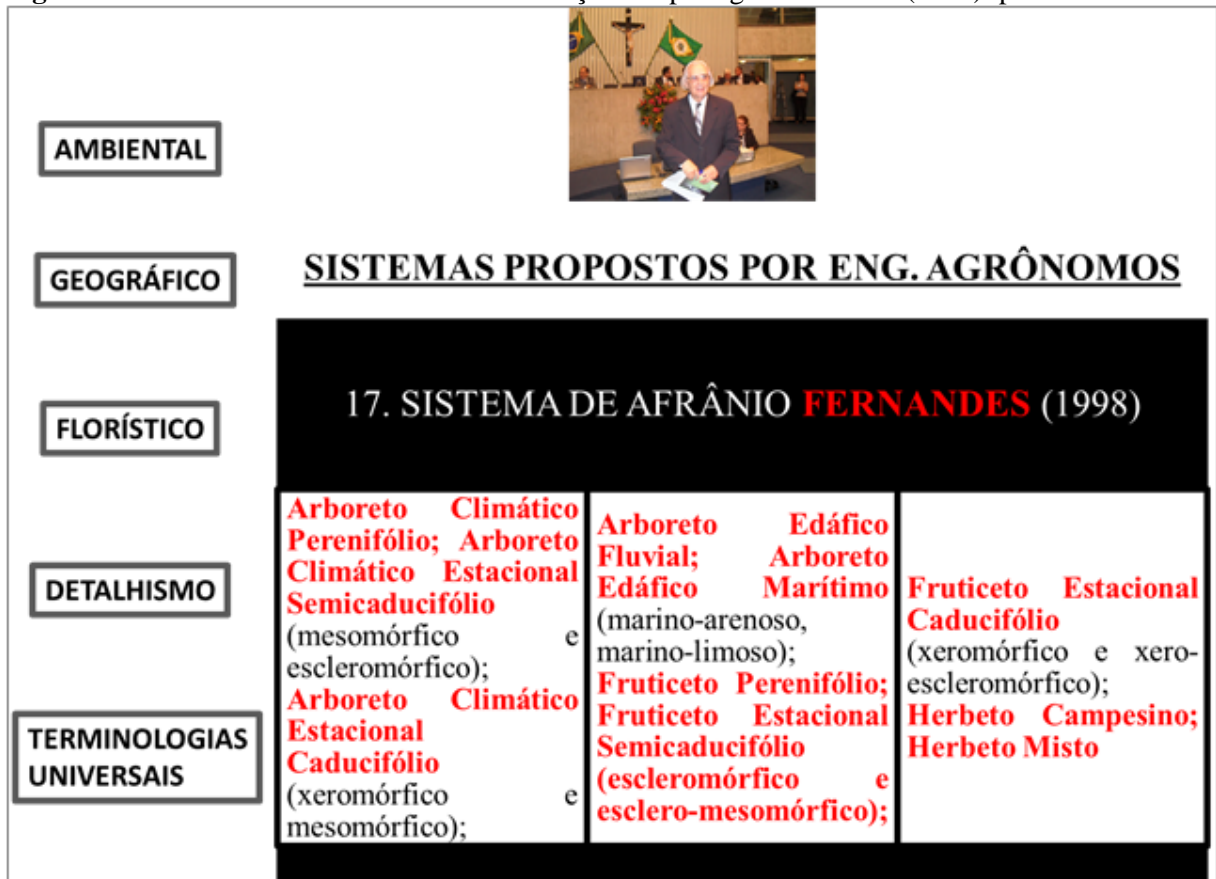 AMBIENTAL
GEOGRÁFICO
SISTEMAS PROPOSTOS POR ENG. AGRÔNOMOS
FLORÍSTICO
17. SISTEMA DE AFRÂNIO FERNANDES (1998)
DETALHISMO
TERMINOLOGIAS
UNIVERSAIS
Arboreto Climático
Perenifólio; Arboreto
Climático Estacional
Semicaducifólio
(mesomórfico e
escleromórfico);
Arboreto Climático
Estacional
Caducifólio
(xeromórfico e
mesomórfico);
Arboreto Edáfico
Fluvial; Arboreto
Edáfico Marítimo
(marino-arenoso,
marino-limoso);
Fruticeto Perenifólio;
Fruticeto Estacional
Semicaducifólio
(escleromórfico e
esclero-mesomórfico);
Fruticeto Estacional
Caducifólio
(xeromórfico e xero-
escleromórfico);
Herbeto Campesino;
Herbeto Misto